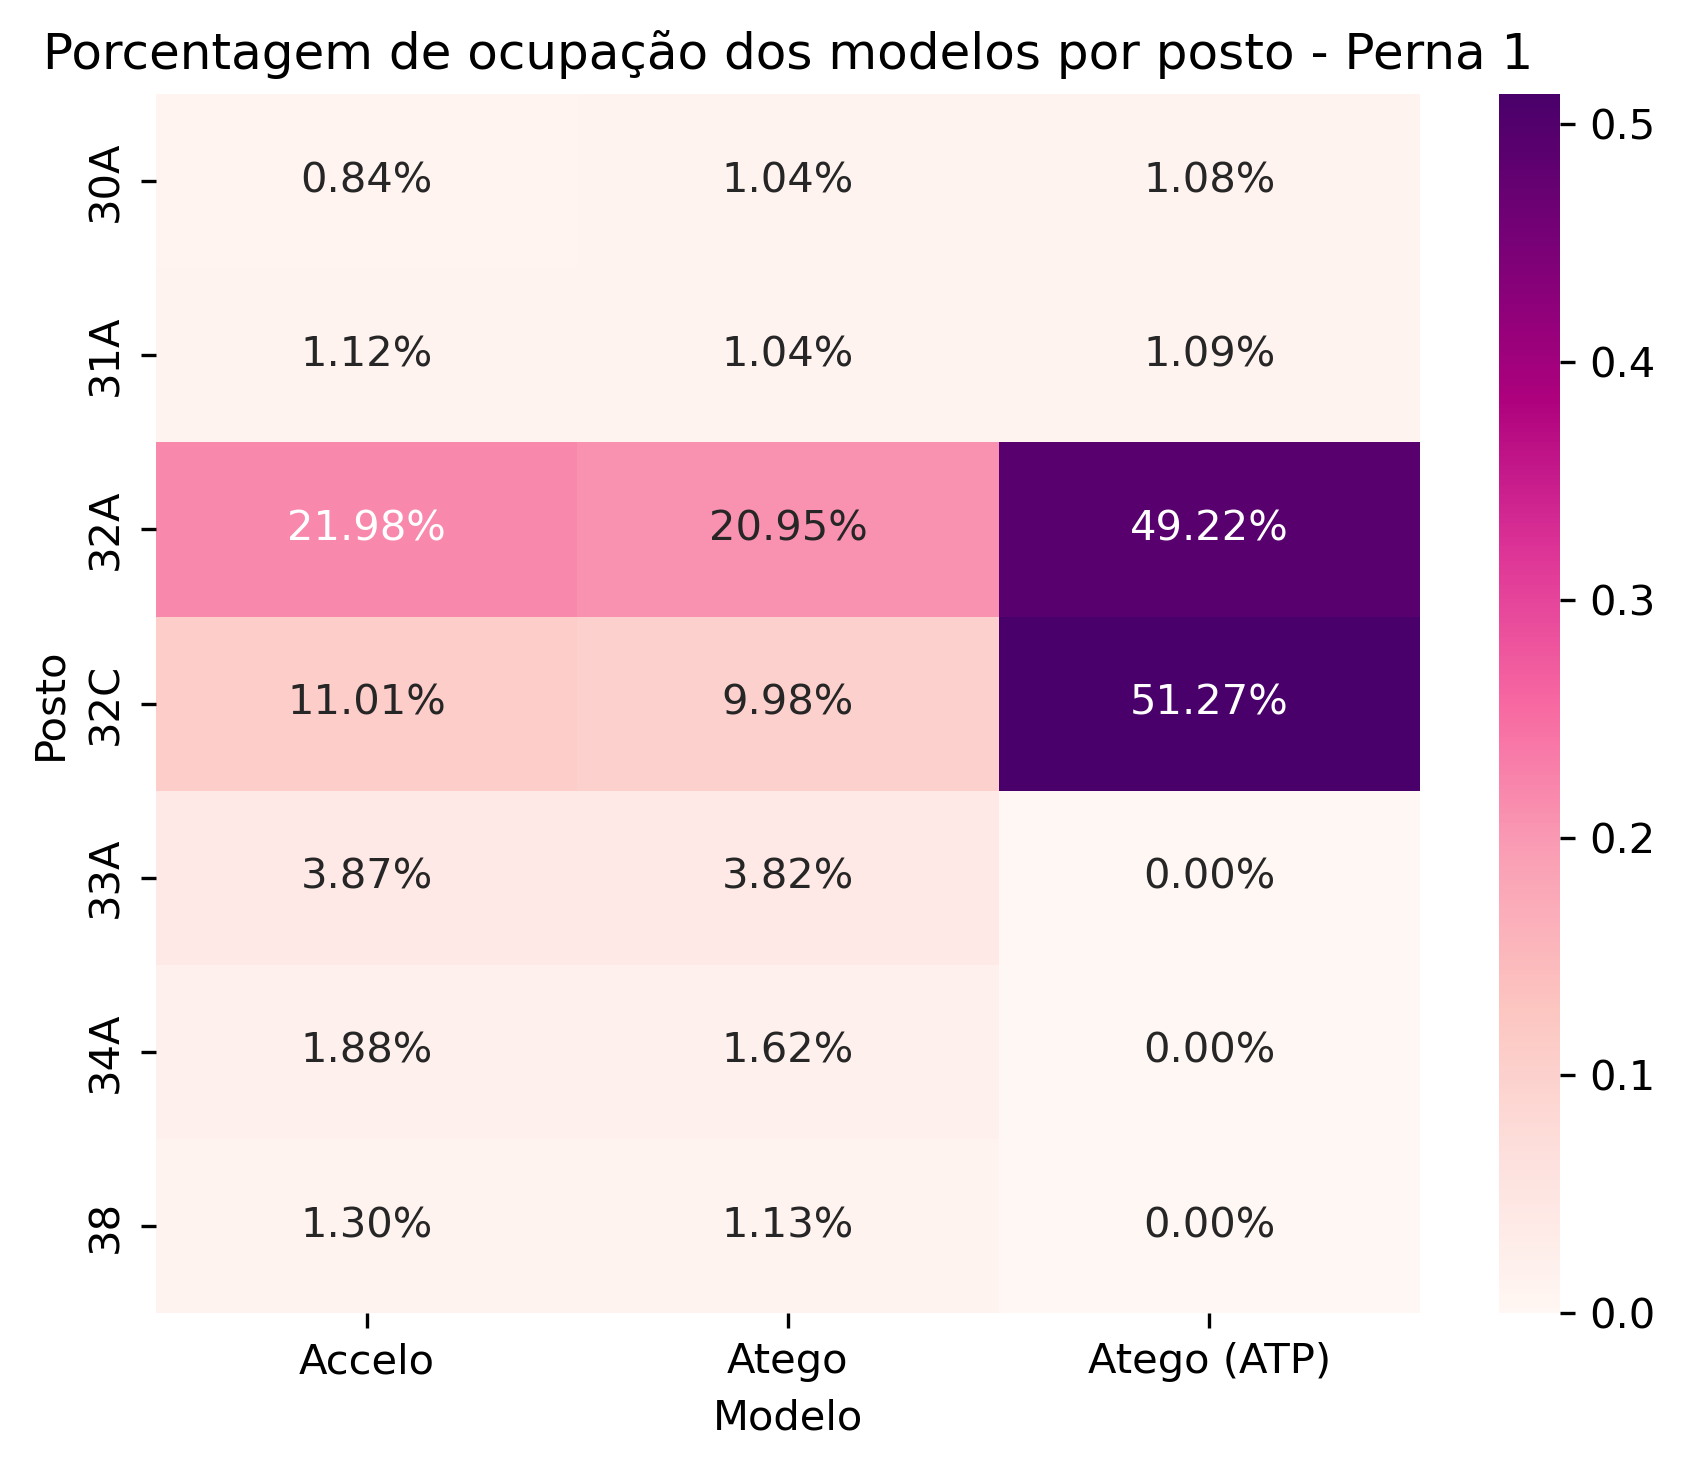 Porcentagem de ocupação dos modelos por posto - Perna 1
30A 0.84% 1.04% 1.08%
31A 1.12% 1.04% 1.09%
32A 21.98% 20.95% 49.22%
32C 11.01% 9.98% 51.27%
33A 3.87% 3.82% 0.00%
34A 1.88% 1.62% 0.00%
38 1.30% 1.13% 0.00%
Posto
Accelo Atego Atego (ATP)
Modelo
0.5
0.4
0.3
0.2
0.1
0.0